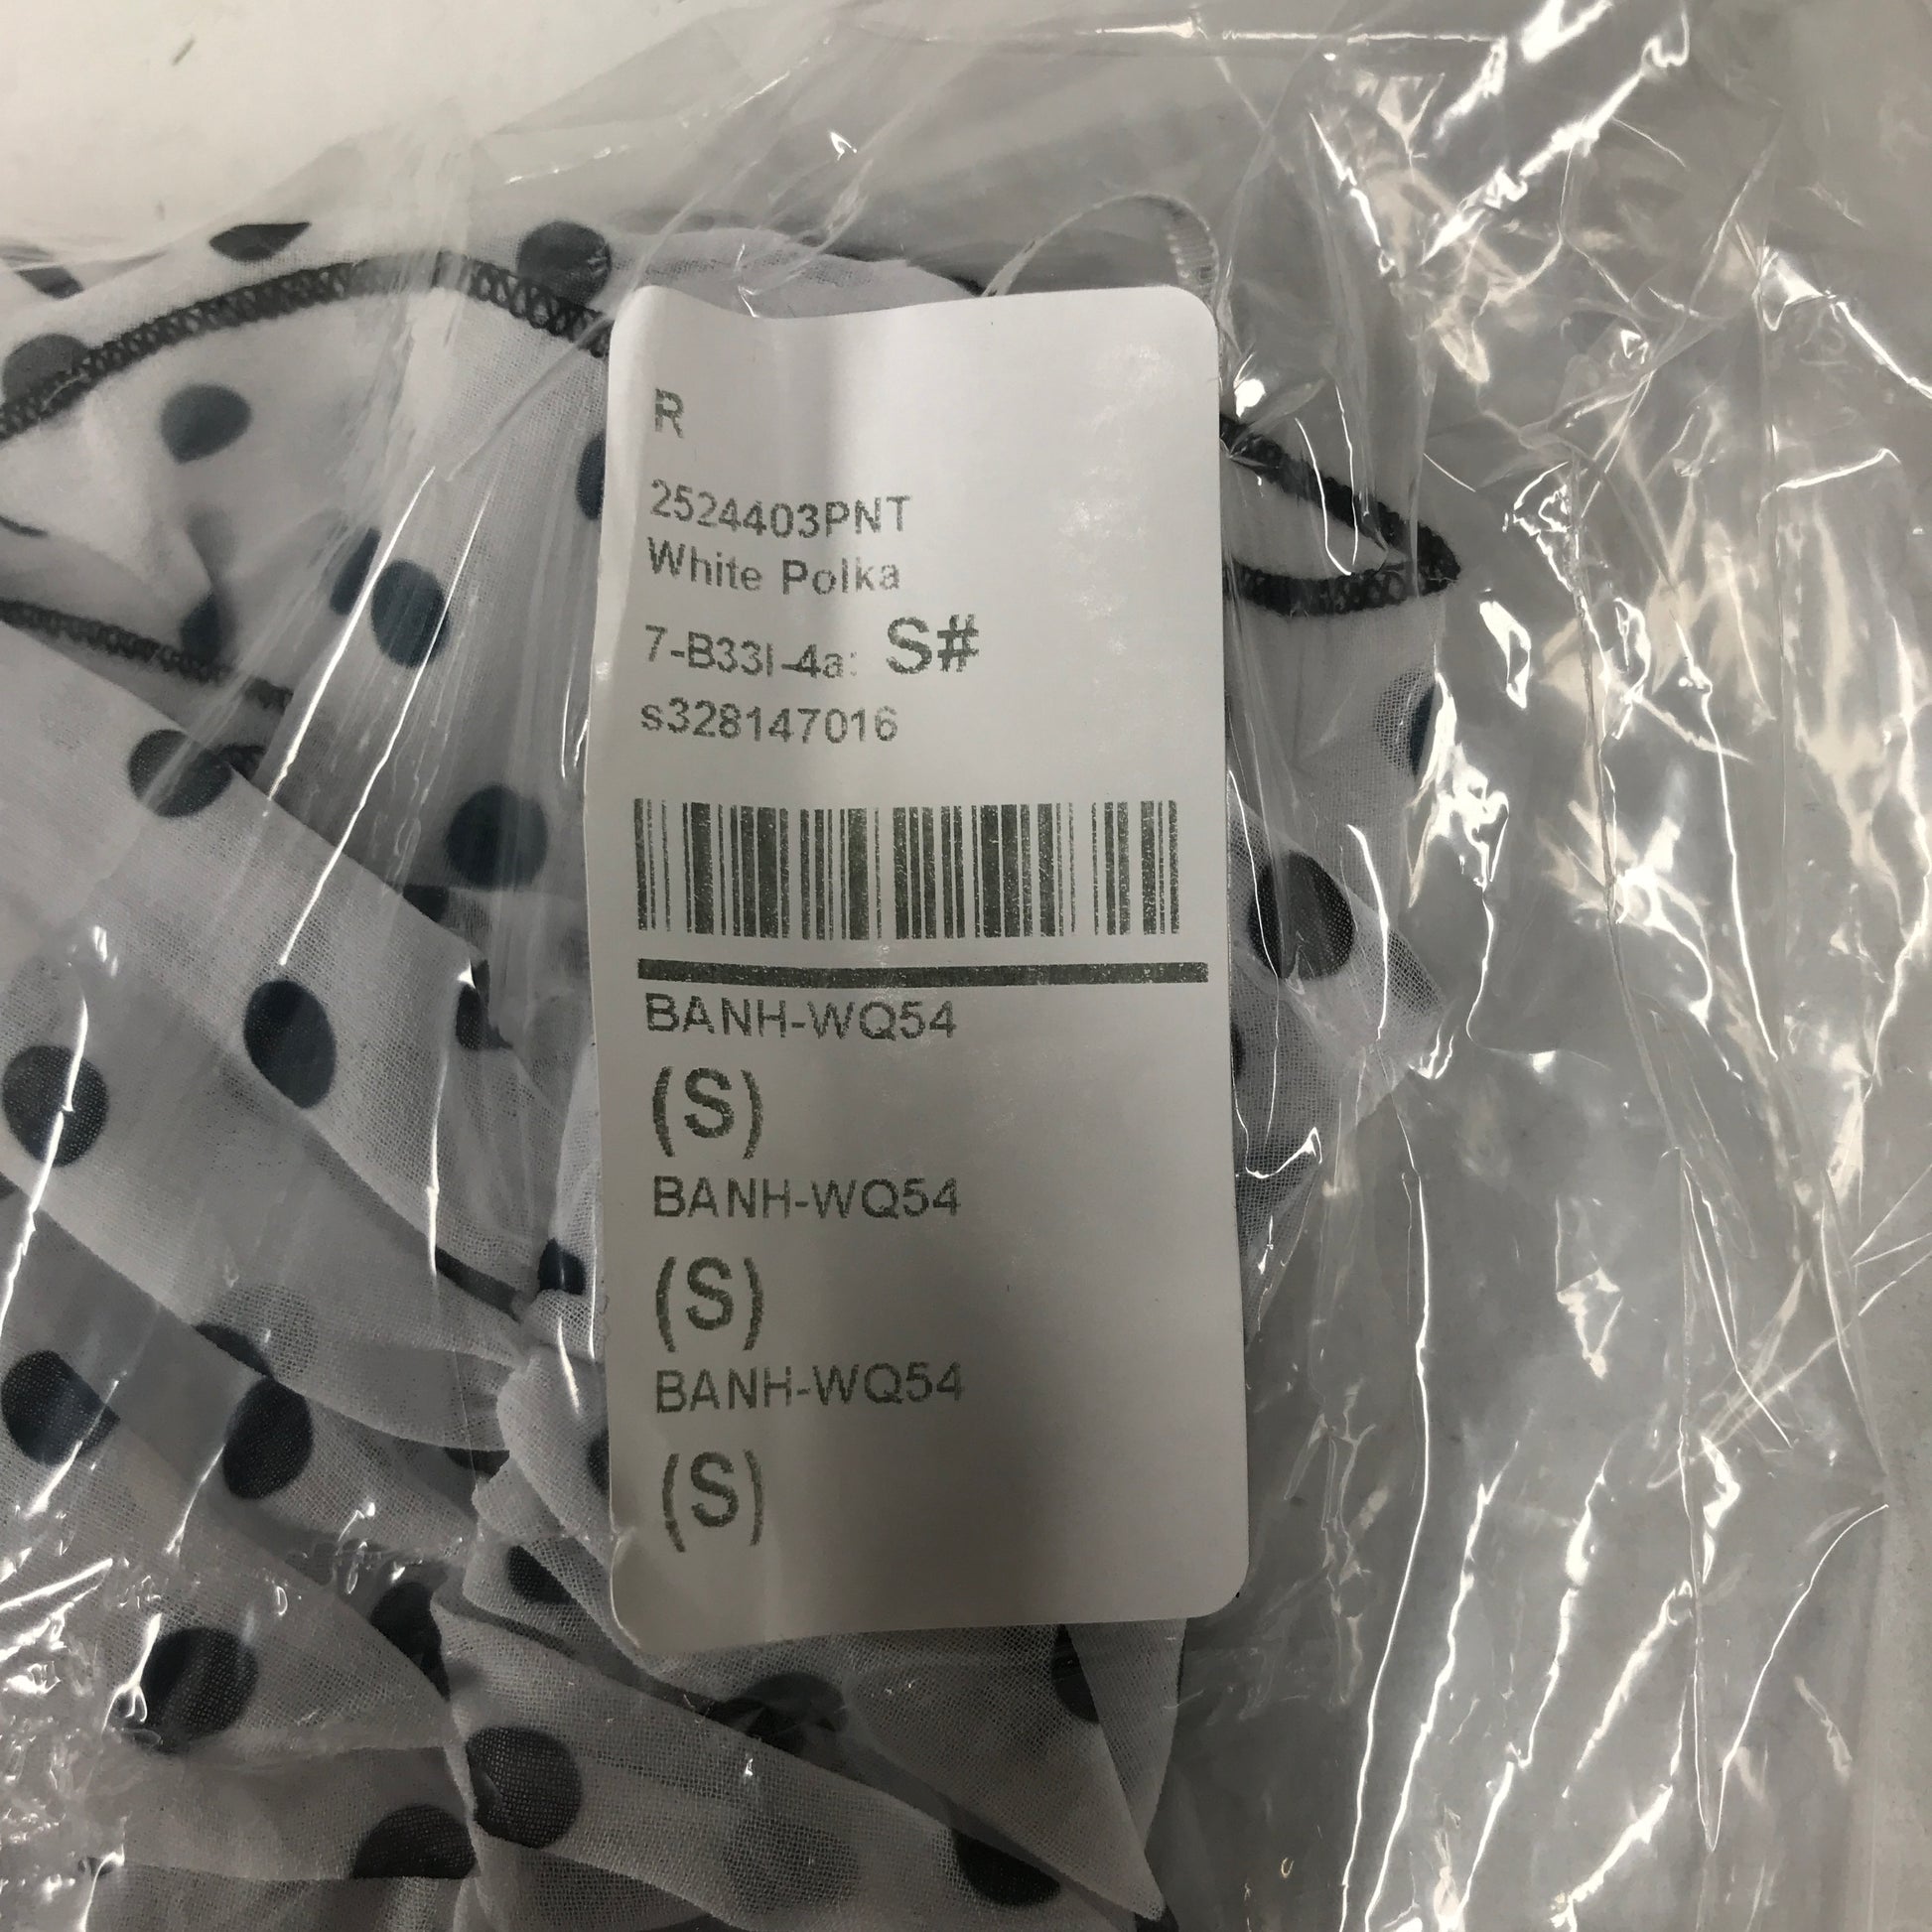 R
2524403PNT
White Polka
7-B33I-4a: S#
s328147016
BANH-WQ54
(S)
BANH-WQ54
(S)
BANH-WQ54
(S)